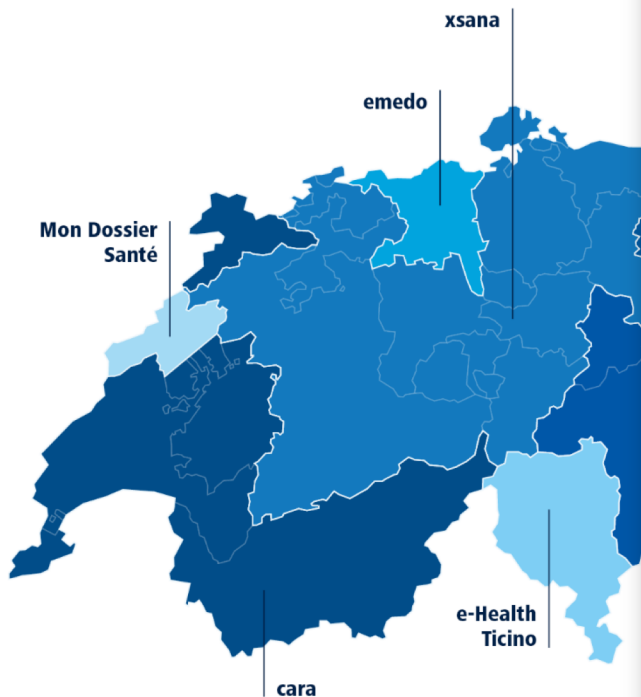 xsana
emedo
Mon Dossier
Santé
e-Health
Ticino
cara